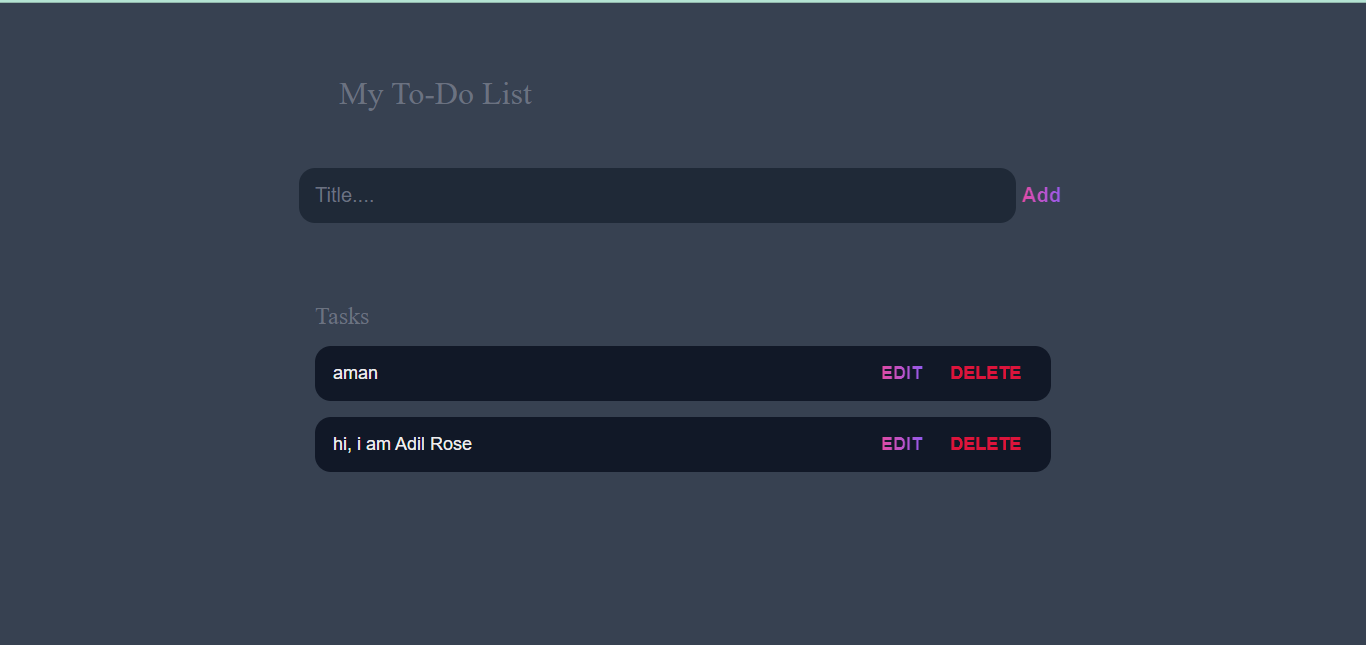 My To-Do List
Title.... Add
Tasks
aman EDIT DELETE
hi, i am Adil Rose EDIT DELETE